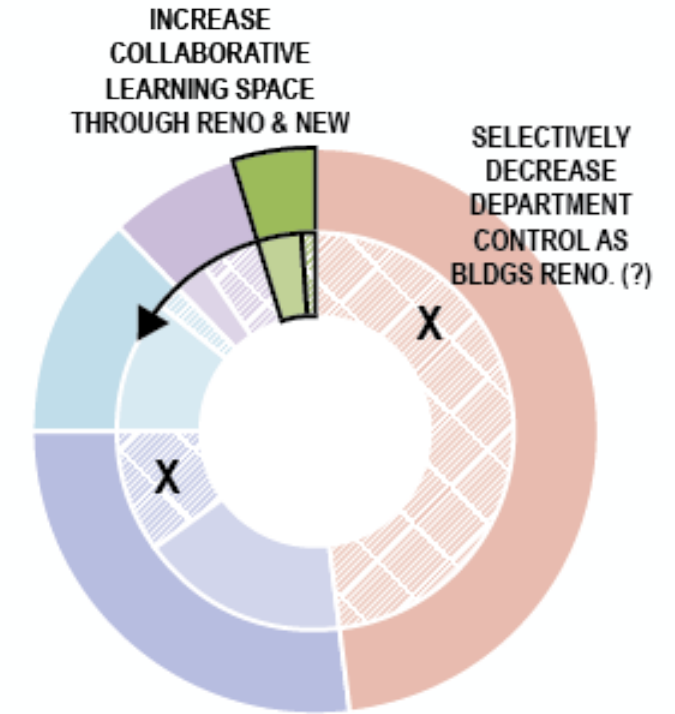 INCREASE
COLLABORATIVE
LEARNING SPACE
THROUGH RENO & NEW
SELECTIVELY
DECREASE
DEPARTMENT
CONTROL AS
BLDGS RENO. (?)
X
X